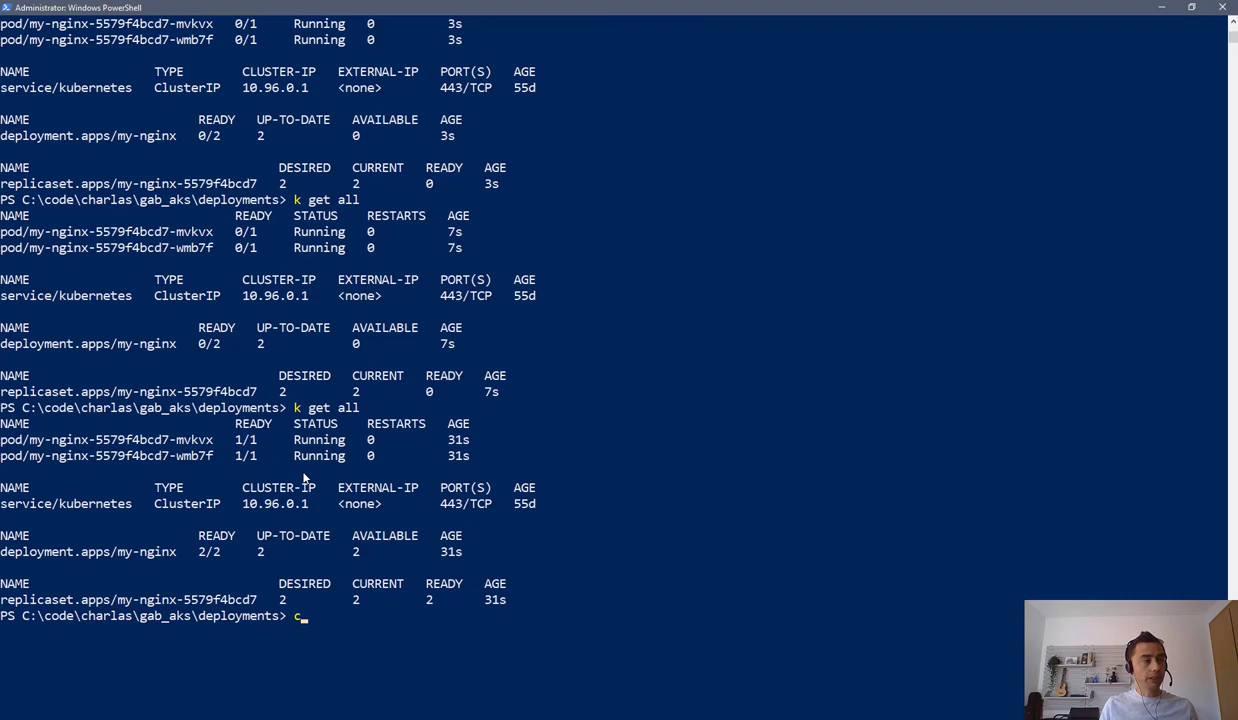 Administrator: Windows PowerShell
pod/my-nginx-5579f4bcd7-mvkvx 0/1 Running 0 3s
pod/my-nginx-5579f4bcd7-wmb7f 0/1 Running 0 3s
NAME TYPE CLUSTER-IP EXTERNAL-IP PORT(S) AGE
service/kubernetes ClusterIP 10.96.0.1 <none> 443/TCP 55d
NAME READY UP-TO-DATE AVAILABLE AGE
deployment.apps/my-nginx 0/2 2 0 3s
NAME DESIRED CURRENT READY AGE
replicaset.apps/my-nginx-5579f4bcd7 2 2 0 3s
PS C:\code\charlas\gab_aks\deployments> k get all
NAME READY STATUS RESTARTS AGE
pod/my-nginx-5579f4bcd7-mvkvx 0/1 Running 0 7s
pod/my-nginx-5579f4bcd7-wmb7f 0/1 Running 0 7s
NAME TYPE CLUSTER-IP EXTERNAL-IP PORT(S) AGE
service/kubernetes ClusterIP 10.96.0.1 <none> 443/TCP 55d
NAME READY UP-TO-DATE AVAILABLE AGE
deployment.apps/my-nginx 0/2 2 0 7s
NAME DESIRED CURRENT READY AGE
replicaset.apps/my-nginx-5579f4bcd7 2 2 0 7s
PS C:\code\charlas\gab_aks\deployments> k get all
NAME READY STATUS RESTARTS AGE
pod/my-nginx-5579f4bcd7-mvkvx 1/1 Running 0 31s
pod/my-nginx-5579f4bcd7-wmb7f 1/1 Running 0 31s
NAME TYPE CLUSTER-IP EXTERNAL-IP PORT(S) AGE
service/kubernetes ClusterIP 10.96.0.1 <none> 443/TCP 55d
NAME READY UP-TO-DATE AVAILABLE AGE
deployment.apps/my-nginx 2/2 2 2 31s
NAME DESIRED CURRENT READY AGE
replicaset.apps/my-nginx-5579f4bcd7 2 2 2 31s
PS C:\code\charlas\gab_aks\deployments> c_